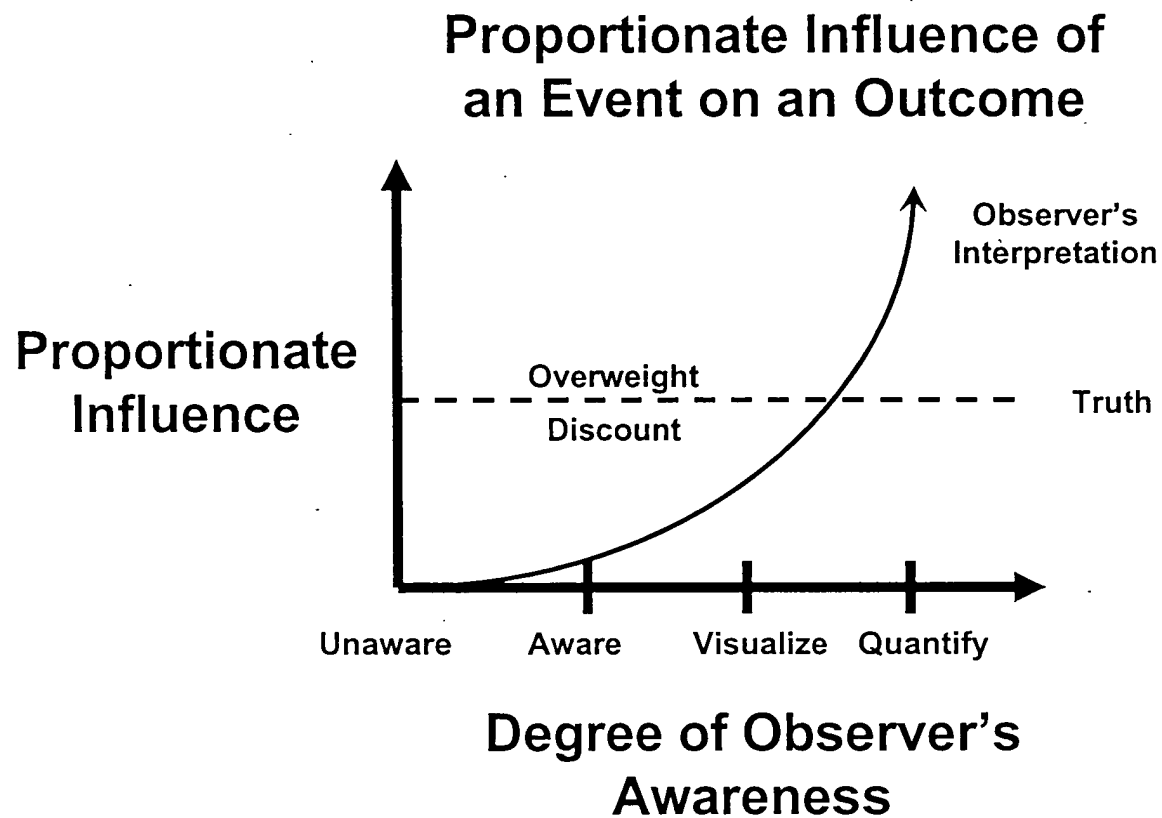 Proportionate Influence of
an Event on an Outcome
Observer's
Interpretation
Proportionate
Influence
Overweight
Discount
Truth
Unaware
Aware
Visualize
Quantify
Degree of Observer's
Awareness